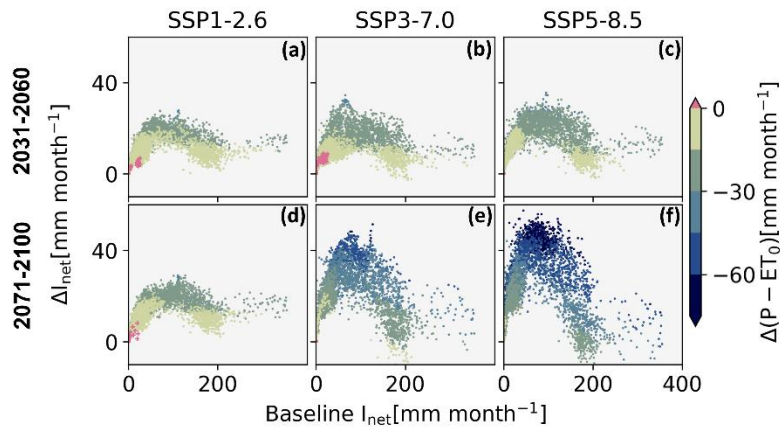 SSP1-2.6 SSP3-7.0 SSP5-8.5
2031-2060
2071-2100
(a) (b) (c)
(d) (e) (f)
40
0
40
0
ΔI_net[mm month⁻¹]
0 200 0 200 0 200 400
Baseline I_net[mm month⁻¹]
0
−30
−60
Δ(P − ET₀)[mm month⁻¹]